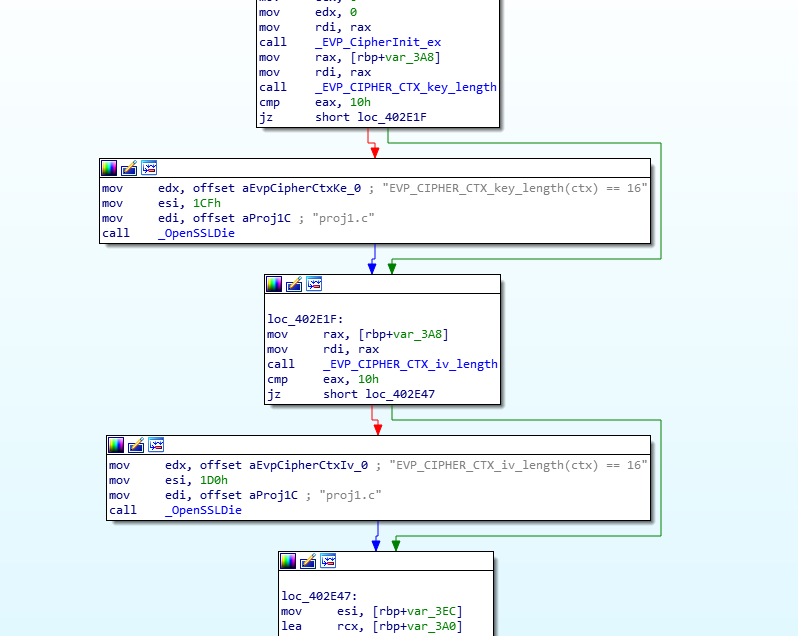 mov edx, 0
mov rdi, rax
call _EVP_CipherInit_ex
mov rax, [rbp+var_3A8]
mov rdi, rax
call _EVP_CIPHER_CTX_key_length
cmp eax, 10h
jz short loc_402E1F
mov edx, offset aEvpCipherCtxKe_0 ; "EVP_CIPHER_CTX_key_length(ctx) == 16"
mov esi, 1CFh
mov edi, offset aProj1C ; "proj1.c"
call _OpenSSLDie
loc_402E1F:
mov rax, [rbp+var_3A8]
mov rdi, rax
call _EVP_CIPHER_CTX_iv_length
cmp eax, 10h
jz short loc_402E47
mov edx, offset aEvpCipherCtxIv_0 ; "EVP_CIPHER_CTX_iv_length(ctx) == 16"
mov esi, 1D0h
mov edi, offset aProj1C ; "proj1.c"
call _OpenSSLDie
loc_402E47:
mov esi, [rbp+var_3EC]
lea rcx, [rbp+var_3A0]